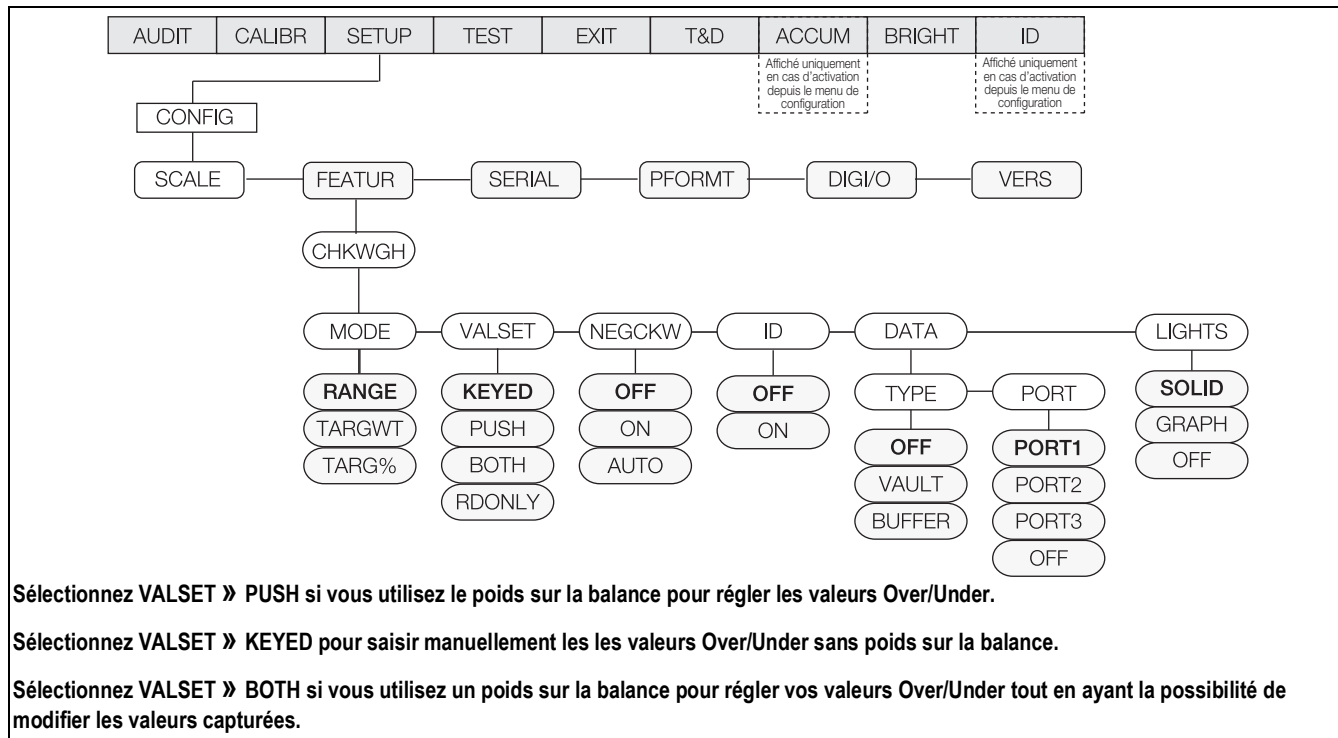 AUDIT CALIBR SETUP TEST EXIT T&D ACCUM BRIGHT ID
Affiché uniquement
en cas d'activation
depuis le menu de
configuration
Affiché uniquement
en cas d'activation
depuis le menu de
configuration
CONFIG
SCALE FEATUR SERIAL PFORMT DIGI/O VERS
CHKWGH
MODE VALSET NEGCKW ID DATA LIGHTS
RANGE KEYED OFF OFF TYPE PORT SOLID
TARGWT PUSH ON ON OFF PORT1 GRAPH
TARG% BOTH AUTO VAULT PORT2 OFF
RDONLY BUFFER PORT3
OFF
Sélectionnez VALSET » PUSH si vous utilisez le poids sur la balance pour régler les valeurs Over/Under.
Sélectionnez VALSET » KEYED pour saisir manuellement les les valeurs Over/Under sans poids sur la balance.
Sélectionnez VALSET » BOTH si vous utilisez un poids sur la balance pour régler vos valeurs Over/Under tout en ayant la possibilité de
modifier les valeurs capturées.